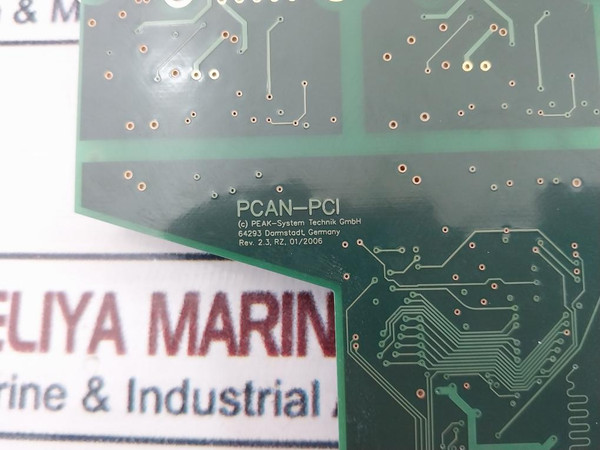 & M
PCAN-PCI
(c) PEAK-System Technik GmbH
64293 Darmstadt, Germany
Rev. 2.3, RZ, 01/2006
ELIYA MARIN
rine & Industrial